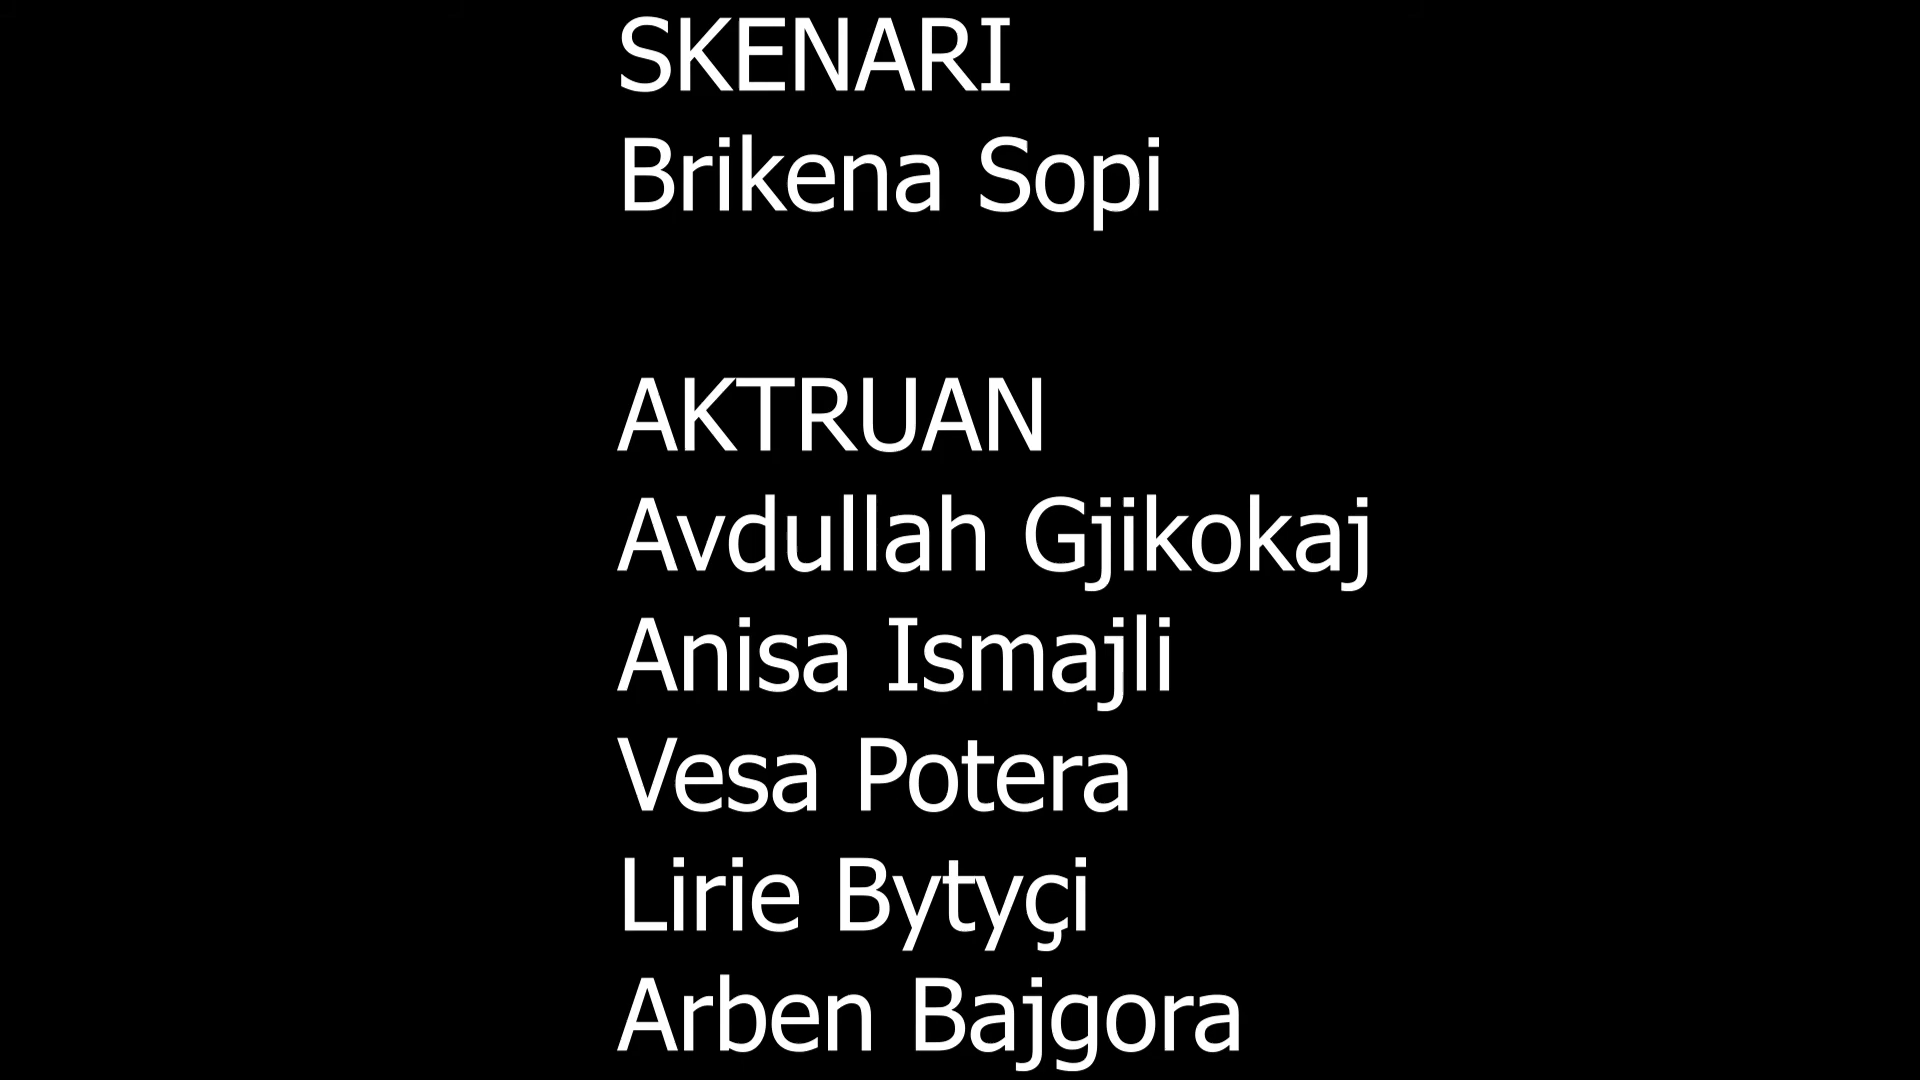 SKENARI
Brikena Sopi
AKTRUAN
Avdullah Gjikokaj
Anisa Ismajli
Vesa Potera
Lirie Bytyçi
Arben Bajgora